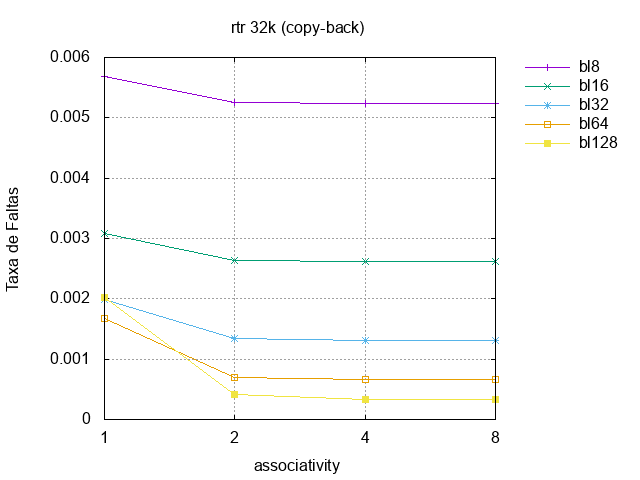 rtr 32k (copy-back)
0.006
0.005
0.004
0.003
0.002
0.001
0
1
2
4
8
associativity
Taxa de Faltas
bl8
bl16
bl32
bl64
bl128